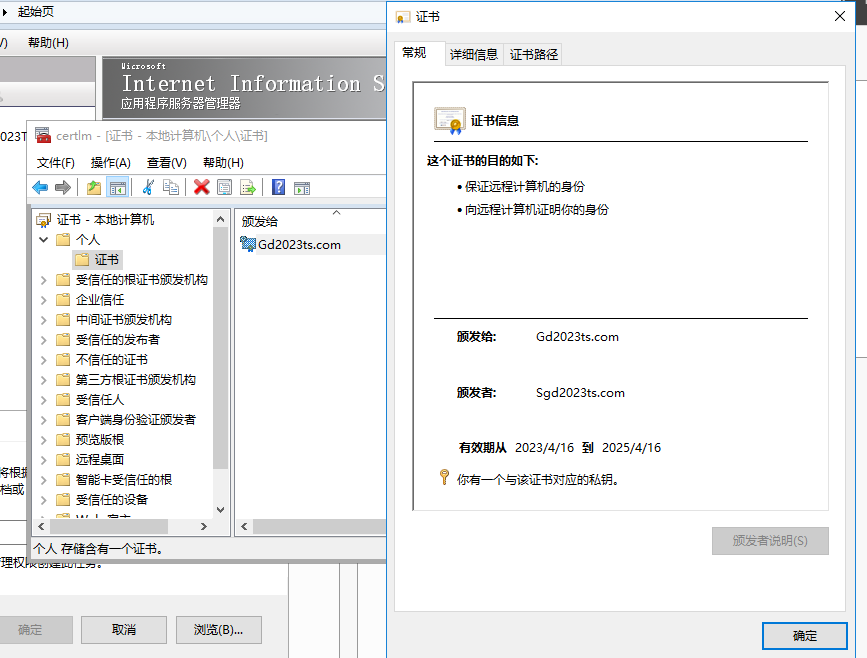 起始页
V)
帮助(H)
Microsoft
Internet Information S
应用程序服务器管理器
023T
certlm - [证书 - 本地计算机\个人\证书]
文件(F) 操作(A) 查看(V) 帮助(H)
证书 - 本地计算机
个人
证书
受信任的根证书颁发机构
企业信任
中间证书颁发机构
受信任的发布者
不信任的证书
第三方根证书颁发机构
受信任人
客户端身份验证颁发者
预览版根
远程桌面
智能卡受信任的根
受信任的设备
颁发给
Gd2023ts.com
个人 存储含有一个证书。
将根据
档或
理权限创建此任务。
确定
取消
浏览(B)...
证书
常规 详细信息 证书路径
证书信息
这个证书的目的如下:
• 保证远程计算机的身份
• 向远程计算机证明你的身份
颁发给: Gd2023ts.com
颁发者: Sgd2023ts.com
有效期从 2023/4/16 到 2025/4/16
你有一个与该证书对应的私钥。
颁发者说明(S)
确定